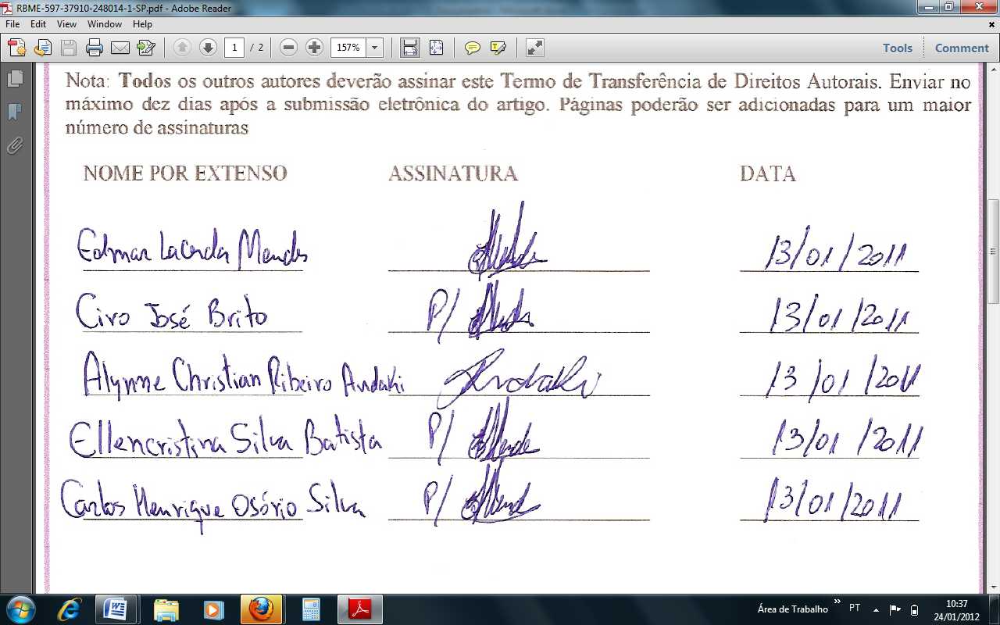 RBME-597-37910-248014-1-SP.pdf - Adobe Reader
File Edit View Window Help
1 / 2 157% Tools Comment
Nota: Todos os outros autores deverão assinar este Termo de Transferência de Direitos Autorais. Enviar no
máximo dez dias após a submissão eletrônica do artigo. Páginas poderão ser adicionadas para um maior
número de assinaturas
NOME POR EXTENSO ASSINATURA DATA
Edmar Lacerda Mendes 13/01/2011
Ciro José Brito P/ 13/01/2011
Alynne Christian Ribeiro Andaki Andaki 13/01/2011
Ellencristina Silva Batista P/ 13/01/2011
Carlos Henrique Osório Silva P/ 13/01/2011
Área de Trabalho » PT 10:37
24/01/2012